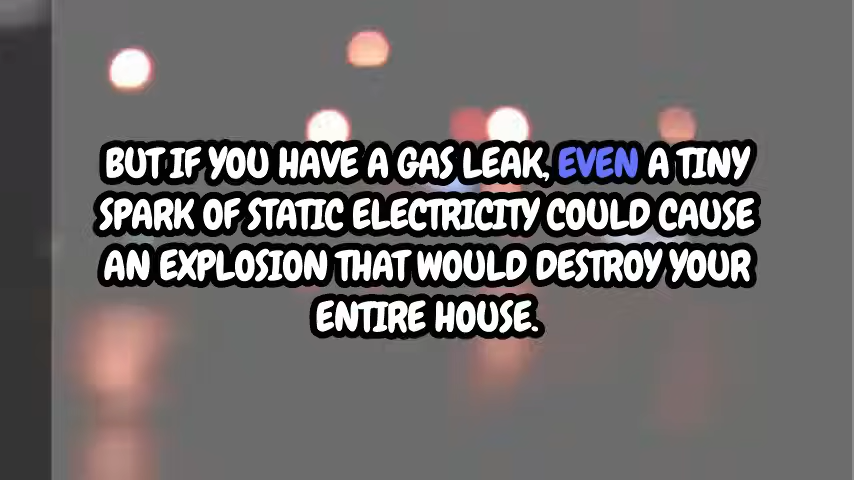 BUT IF YOU HAVE A GAS LEAK, EVEN A TINY
SPARK OF STATIC ELECTRICITY COULD CAUSE
AN EXPLOSION THAT WOULD DESTROY YOUR
ENTIRE HOUSE.